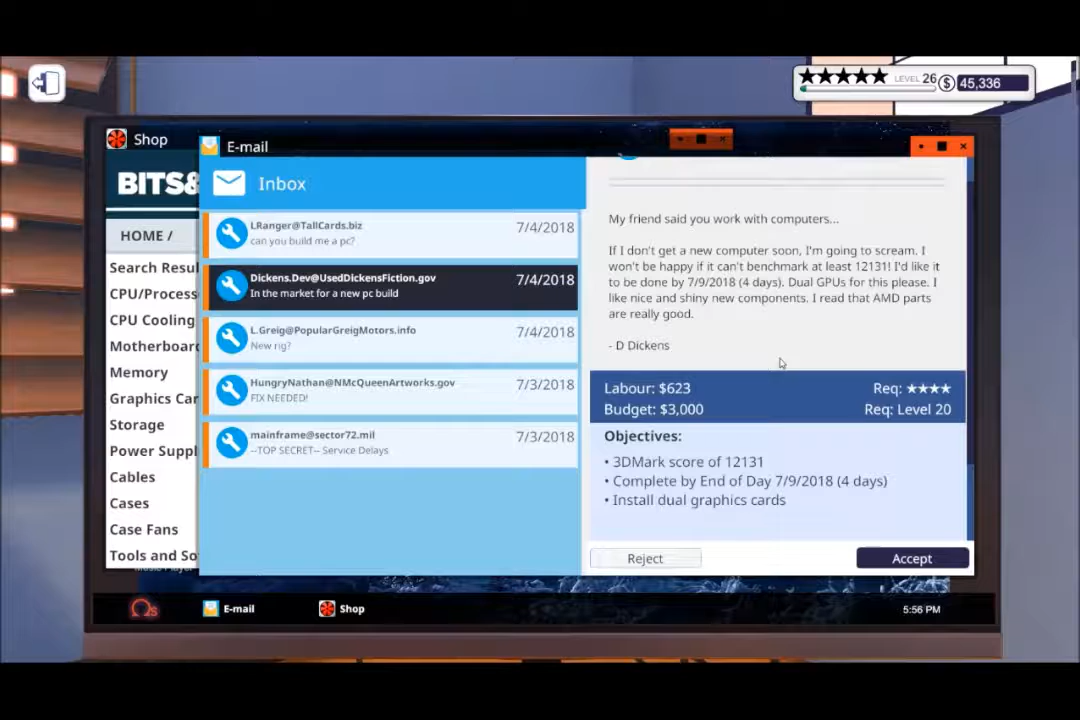 ★★★★★ LEVEL 26 $ 45,336
Shop
E-mail
BITS&
Inbox
HOME /
Search Resu
CPU/Process
CPU Cooling
Motherboar
Memory
Graphics Car
Storage
Power Suppl
Cables
Cases
Case Fans
Tools and So
LRanger@TallCards.biz 7/4/2018
can you build me a pc?
Dickens.Dev@UsedDickensFiction.gov 7/4/2018
In the market for a new pc build
L.Greig@PopularGreigMotors.info 7/4/2018
New rig?
HungryNathan@NMcQueenArtworks.gov 7/3/2018
FIX NEEDED!
mainframe@sector72.mil 7/3/2018
--TOP SECRET-- Service Delays
My friend said you work with computers...
If I don't get a new computer soon, I'm going to scream. I
won't be happy if it can't benchmark at least 12131! I'd like it
to be done by 7/9/2018 (4 days). Dual GPUs for this please. I
like nice and shiny new components. I read that AMD parts
are really good.
- D Dickens
Labour: $623 Req: ★★★★
Budget: $3,000 Req: Level 20
Objectives:
• 3DMark score of 12131
• Complete by End of Day 7/9/2018 (4 days)
• Install dual graphics cards
Reject Accept
E-mail Shop 5:56 PM